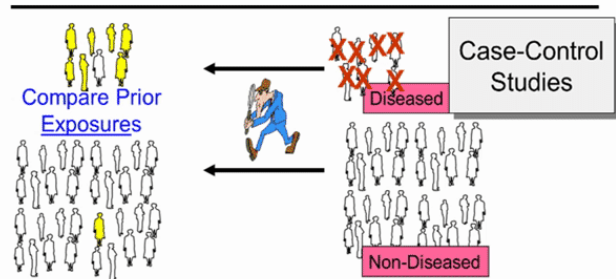 Case-Control
Studies
Diseased
Compare Prior
Exposures
Non-Diseased